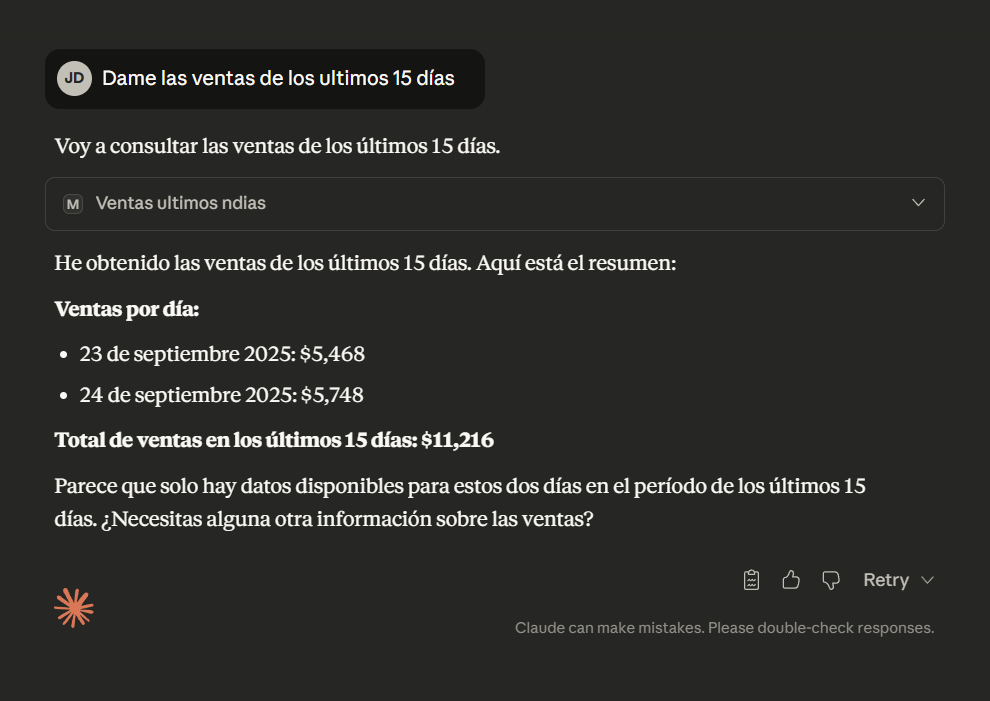 JD Dame las ventas de los ultimos 15 días
Voy a consultar las ventas de los últimos 15 días.
M Ventas ultimos ndias
He obtenido las ventas de los últimos 15 días. Aquí está el resumen:
Ventas por día:
• 23 de septiembre 2025: $5,468
• 24 de septiembre 2025: $5,748
Total de ventas en los últimos 15 días: $11,216
Parece que solo hay datos disponibles para estos dos días en el período de los últimos 15
días. ¿Necesitas alguna otra información sobre las ventas?
Retry
Claude can make mistakes. Please double-check responses.